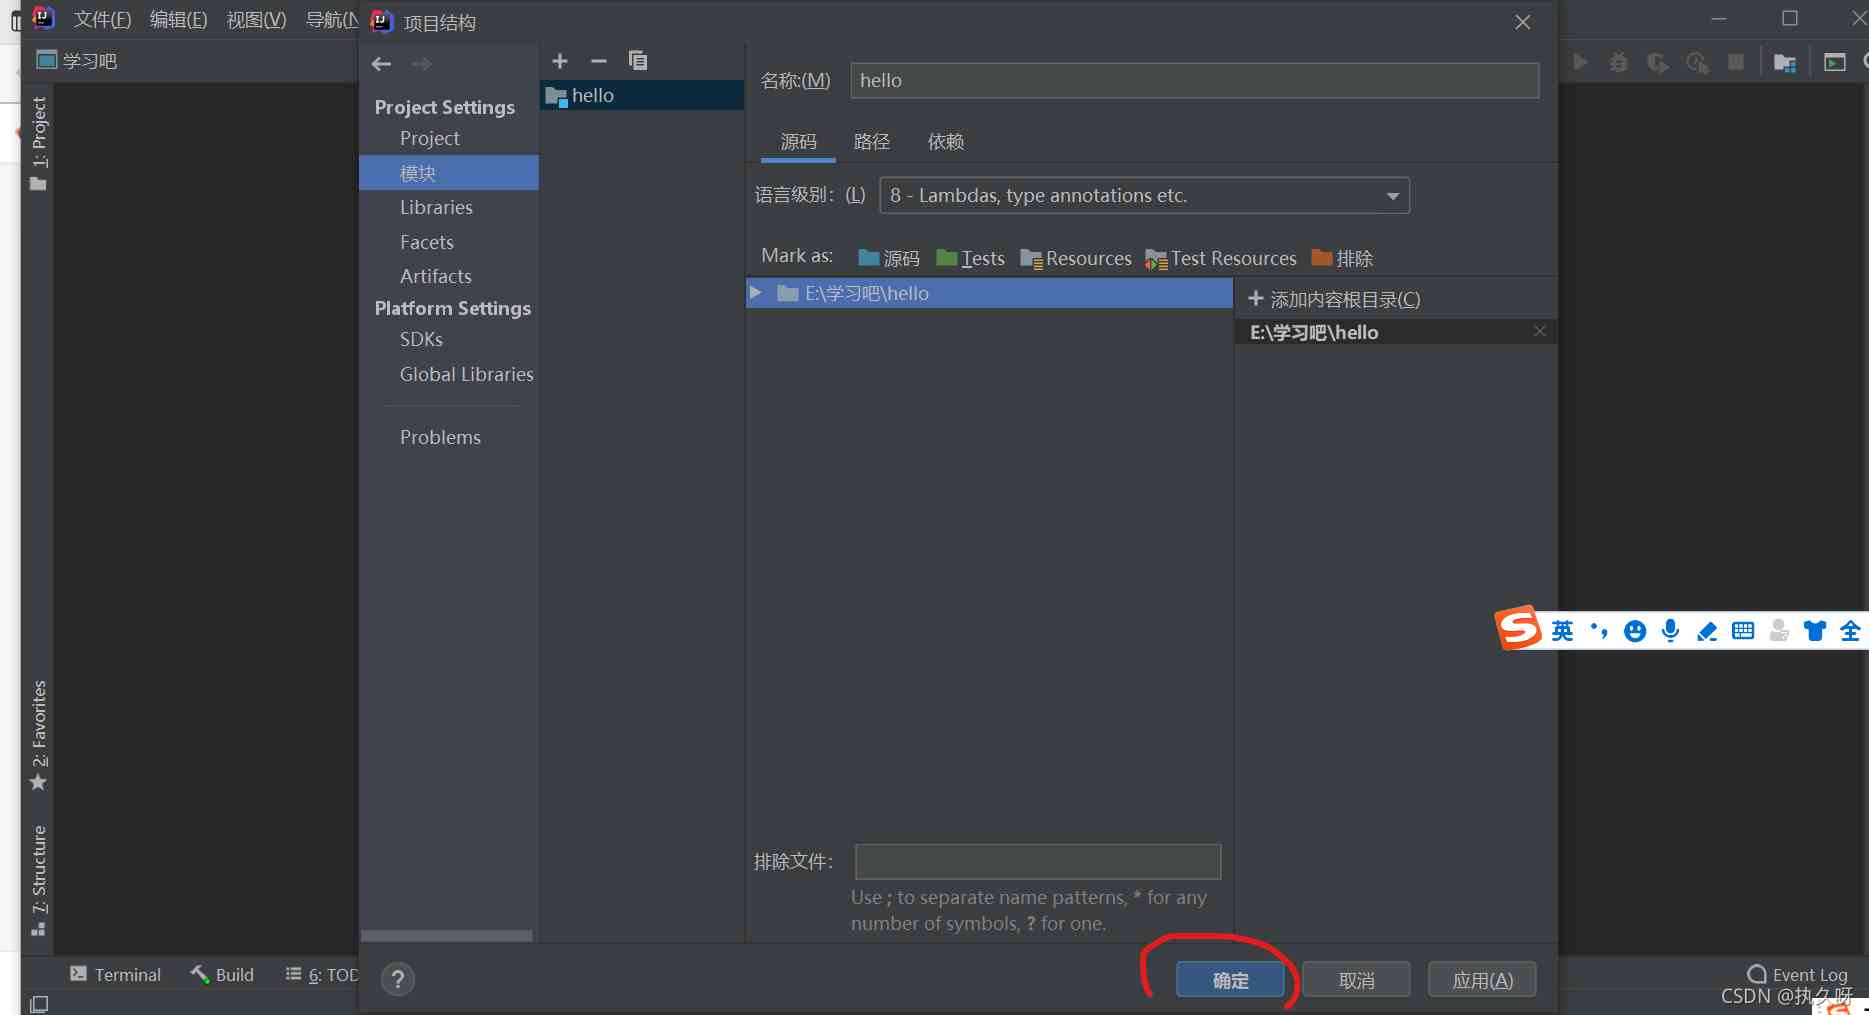 文件(F) 编辑(E) 视图(V) 导航(N
项目结构
学习吧
1: Project
2: Favorites
7: Structure
Project Settings
Project
模块
Libraries
Facets
Artifacts
Platform Settings
SDKs
Global Libraries
Problems
hello
名称:(M) hello
源码 路径 依赖
语言级别: (L) 8 - Lambdas, type annotations etc.
Mark as: 源码 Tests Resources Test Resources 排除
E:\学习吧\hello
添加内容根目录(C)
E:\学习吧\hello
英 全
排除文件:
Use ; to separate name patterns, * for any
number of symbols, ? for one.
? 确定 取消 应用(A)
Terminal Build 6: TOD
Event Log
CSDN @执久呀